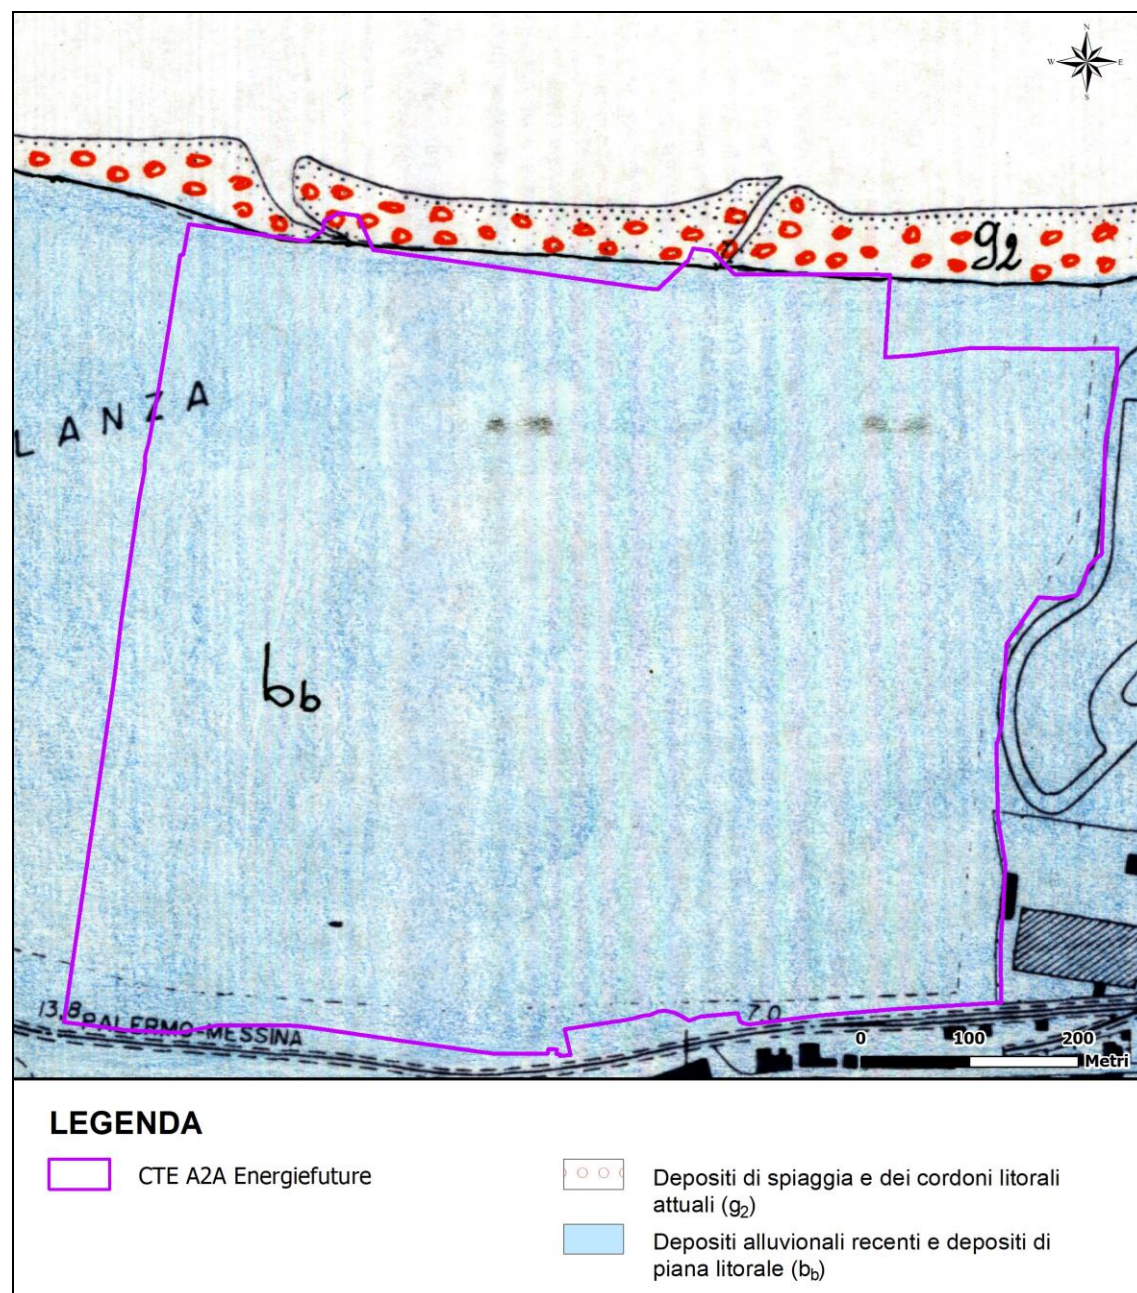 N
W E
S
g2
LANZA
bb
13,8 PALERMO-MESSINA
7.0
0 100 200
Metri
LEGENDA
CTE A2A Energiefuture
Depositi di spiaggia e dei cordoni litorali
attuali (g2)
Depositi alluvionali recenti e depositi di
piana litorale (bb)